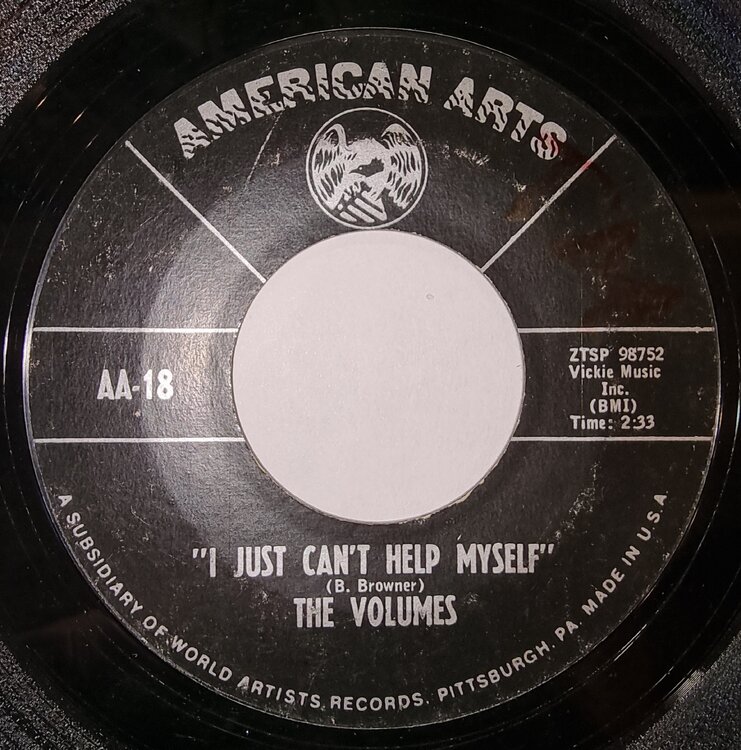 AMERICAN ARTS
AA-18
ZTSP 98752
Vickie Music
Inc.
(BMI)
Time: 2:33
"I JUST CAN'T HELP MYSELF"
(B. Browner)
THE VOLUMES
A SUBSIDIARY OF WORLD ARTISTS RECORDS, PITTSBURGH, PA. MADE IN U.S.A